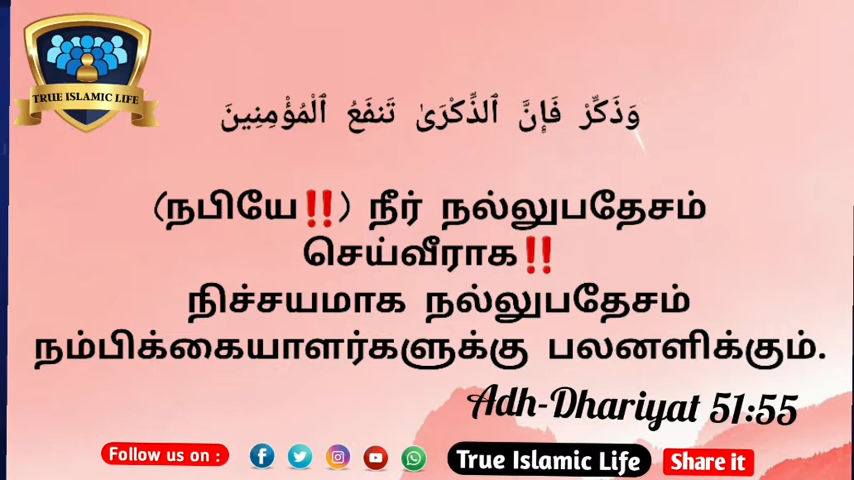 TRUE ISLAMIC LIFE
وَذَكِّرْ فَإِنَّ ٱلذِّكْرَىٰ تَنفَعُ ٱلْمُؤْمِنِينَ
(நபியே‼️) நீர் நல்லுபதேசம்
செய்வீராக‼️
நிச்சயமாக நல்லுபதேசம்
நம்பிக்கையாளர்களுக்கு பலனளிக்கும்.
Adh-Dhariyat 51:55
Follow us on : True Islamic Life Share it